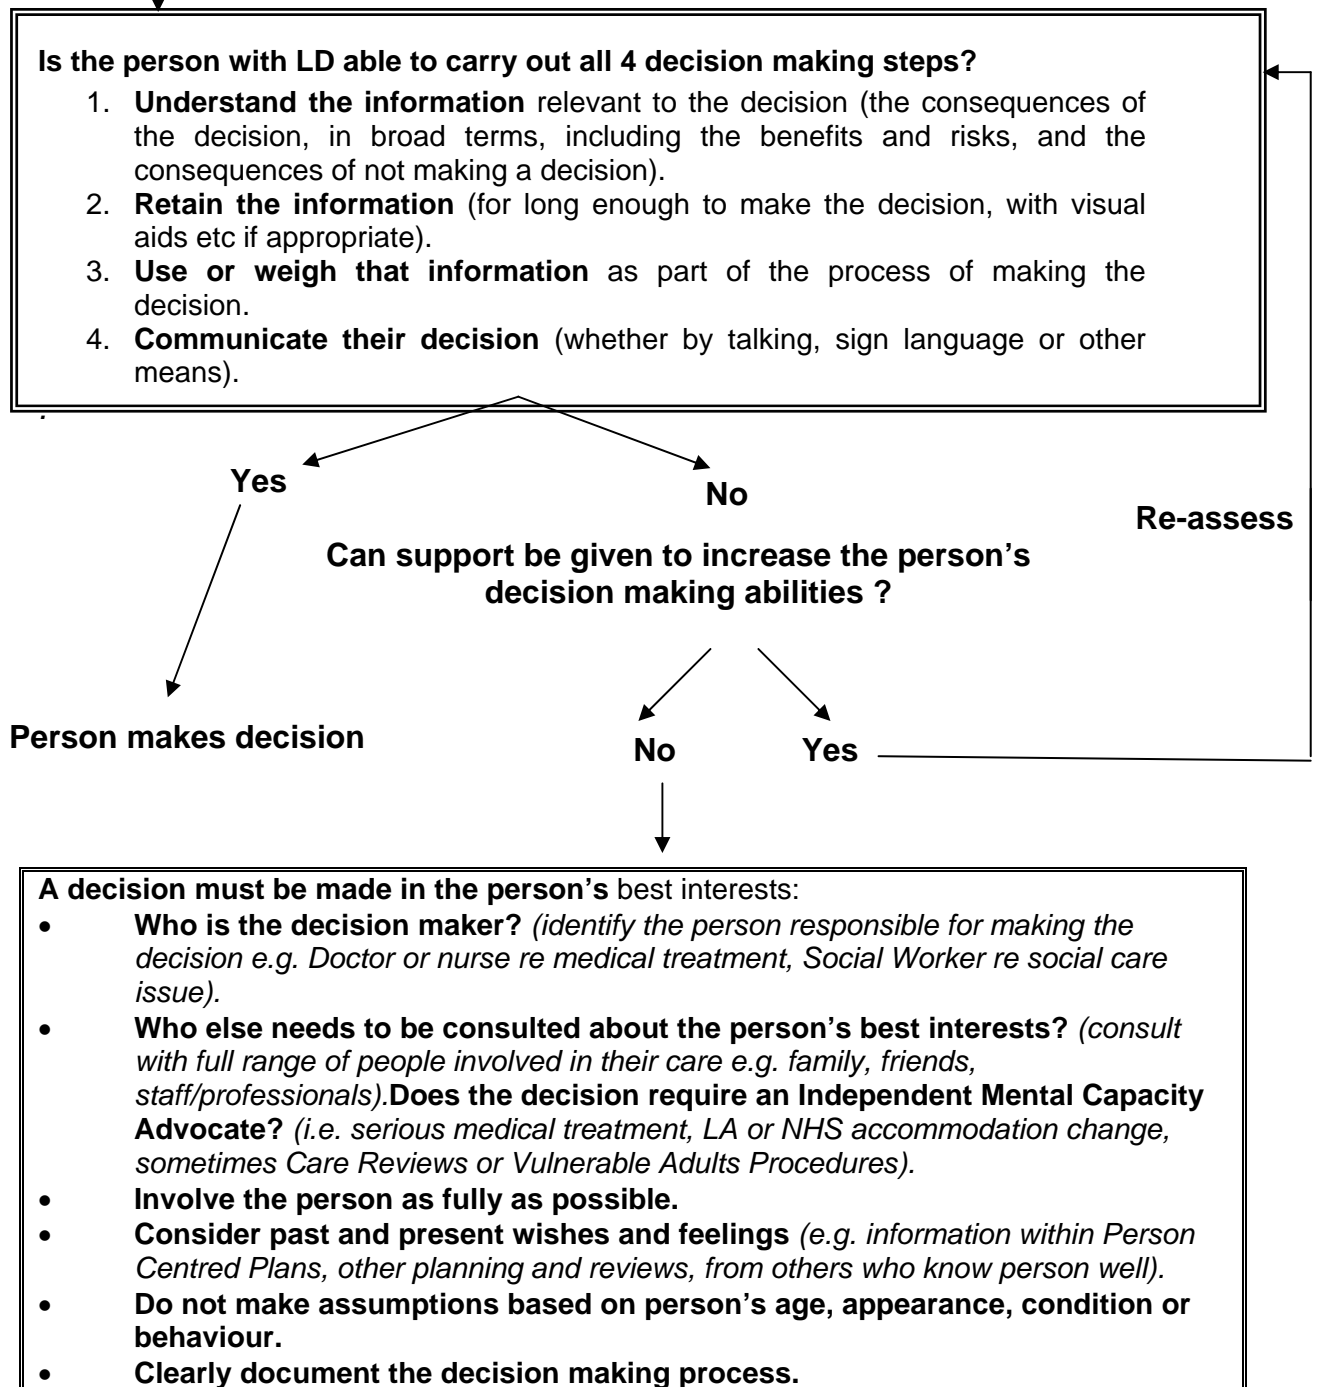 Is the person with LD able to carry out all 4 decision making steps?
1. Understand the information relevant to the decision (the consequences of
the decision, in broad terms, including the benefits and risks, and the
consequences of not making a decision).
2. Retain the information (for long enough to make the decision, with visual
aids etc if appropriate).
3. Use or weigh that information as part of the process of making the
decision.
4. Communicate their decision (whether by talking, sign language or other
means).
.
Yes
No
Re-assess
Can support be given to increase the person’s
decision making abilities ?
Person makes decision
No
Yes
A decision must be made in the person’s best interests:
• Who is the decision maker? (identify the person responsible for making the
decision e.g. Doctor or nurse re medical treatment, Social Worker re social care
issue).
• Who else needs to be consulted about the person’s best interests? (consult
with full range of people involved in their care e.g. family, friends,
staff/professionals).Does the decision require an Independent Mental Capacity
Advocate? (i.e. serious medical treatment, LA or NHS accommodation change,
sometimes Care Reviews or Vulnerable Adults Procedures).
• Involve the person as fully as possible.
• Consider past and present wishes and feelings (e.g. information within Person
Centred Plans, other planning and reviews, from others who know person well).
• Do not make assumptions based on person’s age, appearance, condition or
behaviour.
• Clearly document the decision making process.